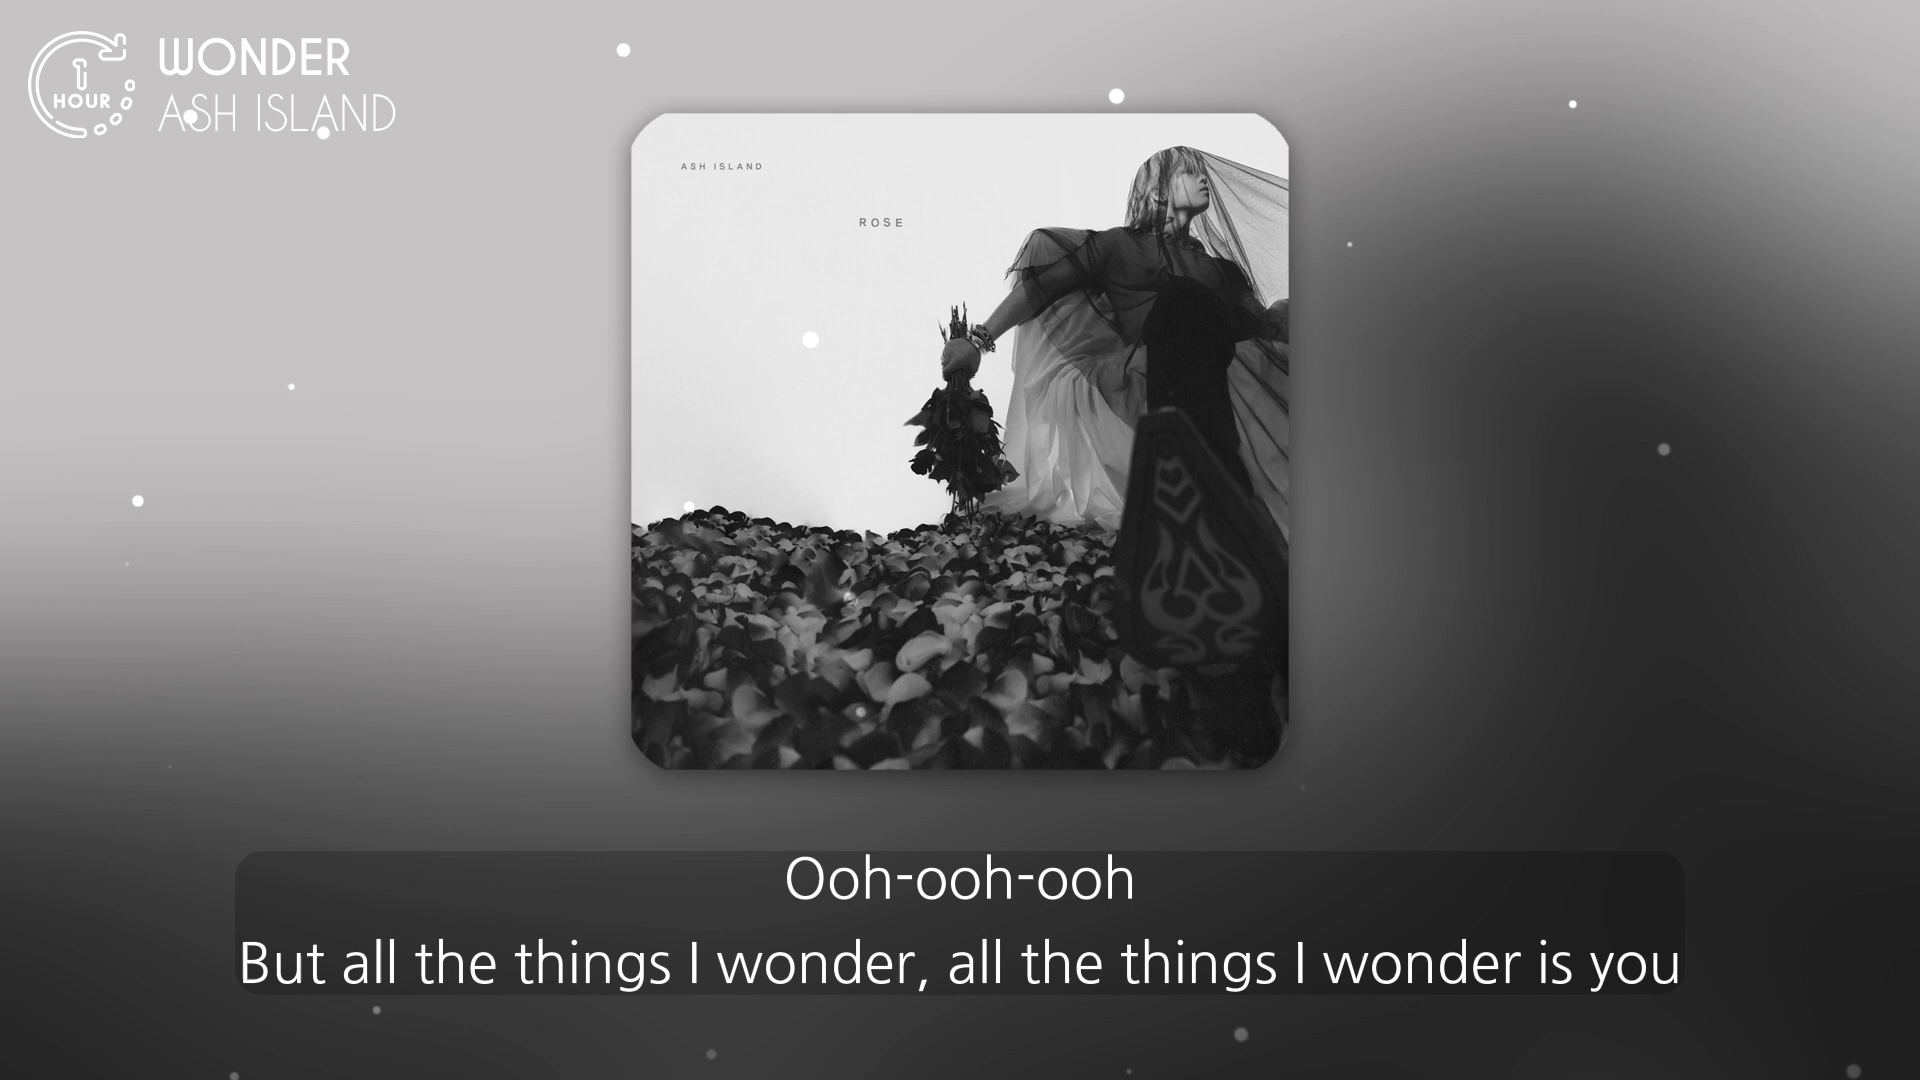 1
HOUR
WONDER
ASH ISLAND
ASH ISLAND
ROSE
Ooh-ooh-ooh
But all the things I wonder, all the things I wonder is you